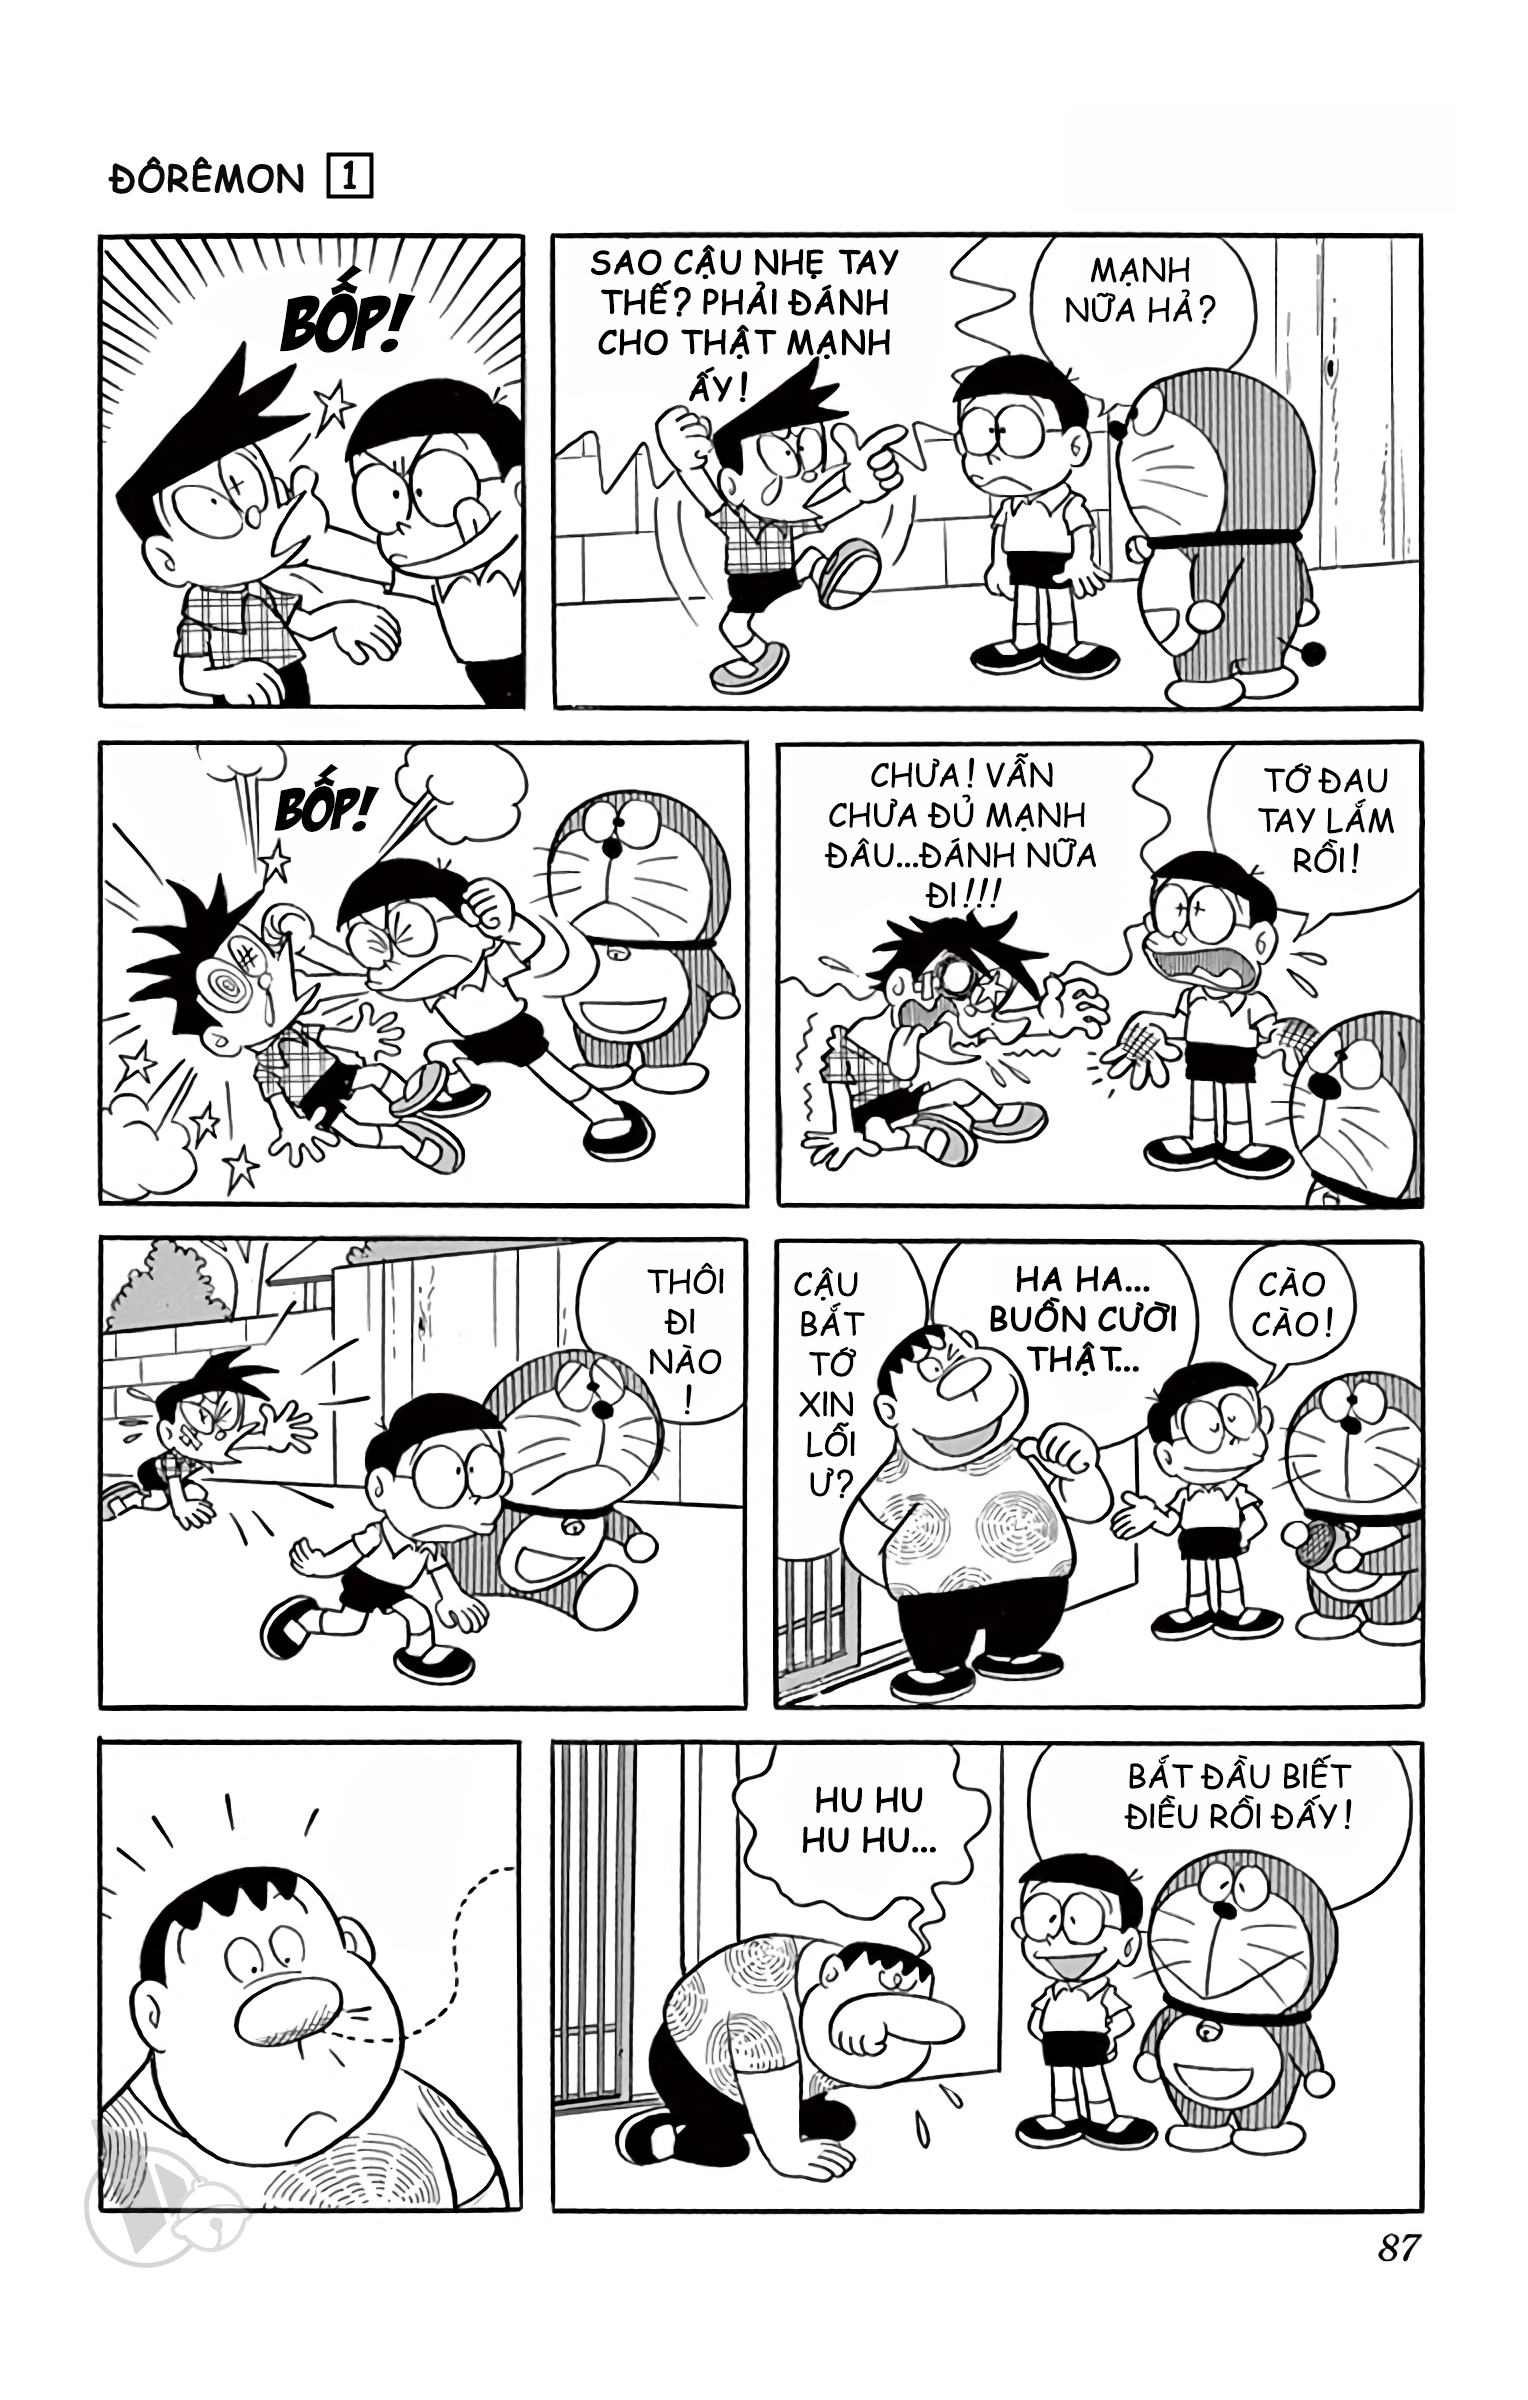 ĐÔRÊMON 1
BỐP!
SAO CẬU NHẸ TAY
THẾ? PHẢI ĐÁNH
CHO THẬT MẠNH
ẤY!
MẠNH
NỮA HẢ?
BỐP!
CHƯA! VẪN
CHƯA ĐỦ MẠNH
ĐÂU...ĐÁNH NỮA
ĐI!!!
TỚ ĐAU
TAY LẮM
RỒI!
THÔI
ĐI
NÀO
!
CẬU
BẮT
TỚ
XIN
LỖI
Ư?
HA HA...
BUỒN CƯỜI
THẬT...
CÀO
CÀO!
HU HU
HU HU...
BẮT ĐẦU BIẾT
ĐIỀU RỒI ĐẤY!
87